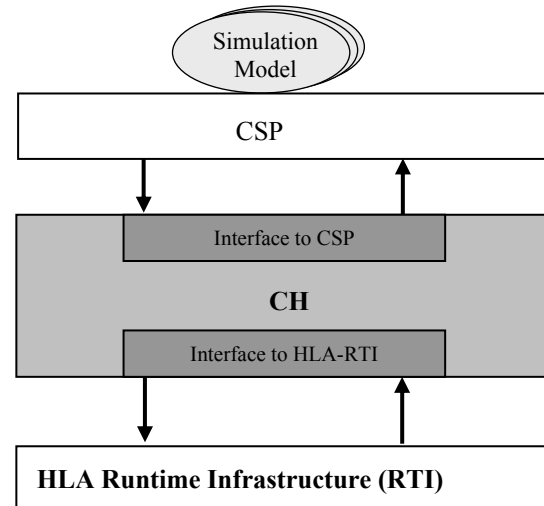 Simulation
Model
CSP
Interface to CSP
CH
Interface to HLA-RTI
HLA Runtime Infrastructure (RTI)